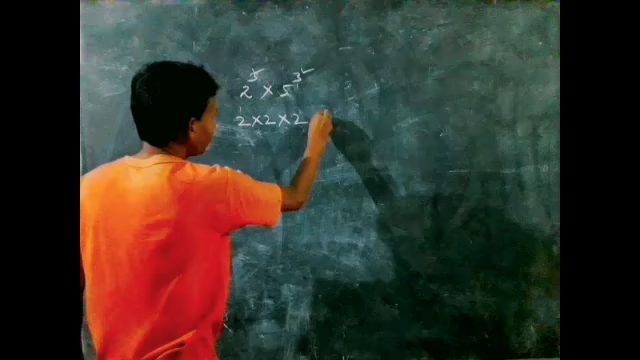 2⁵ × 5³
2 × 2 × 2